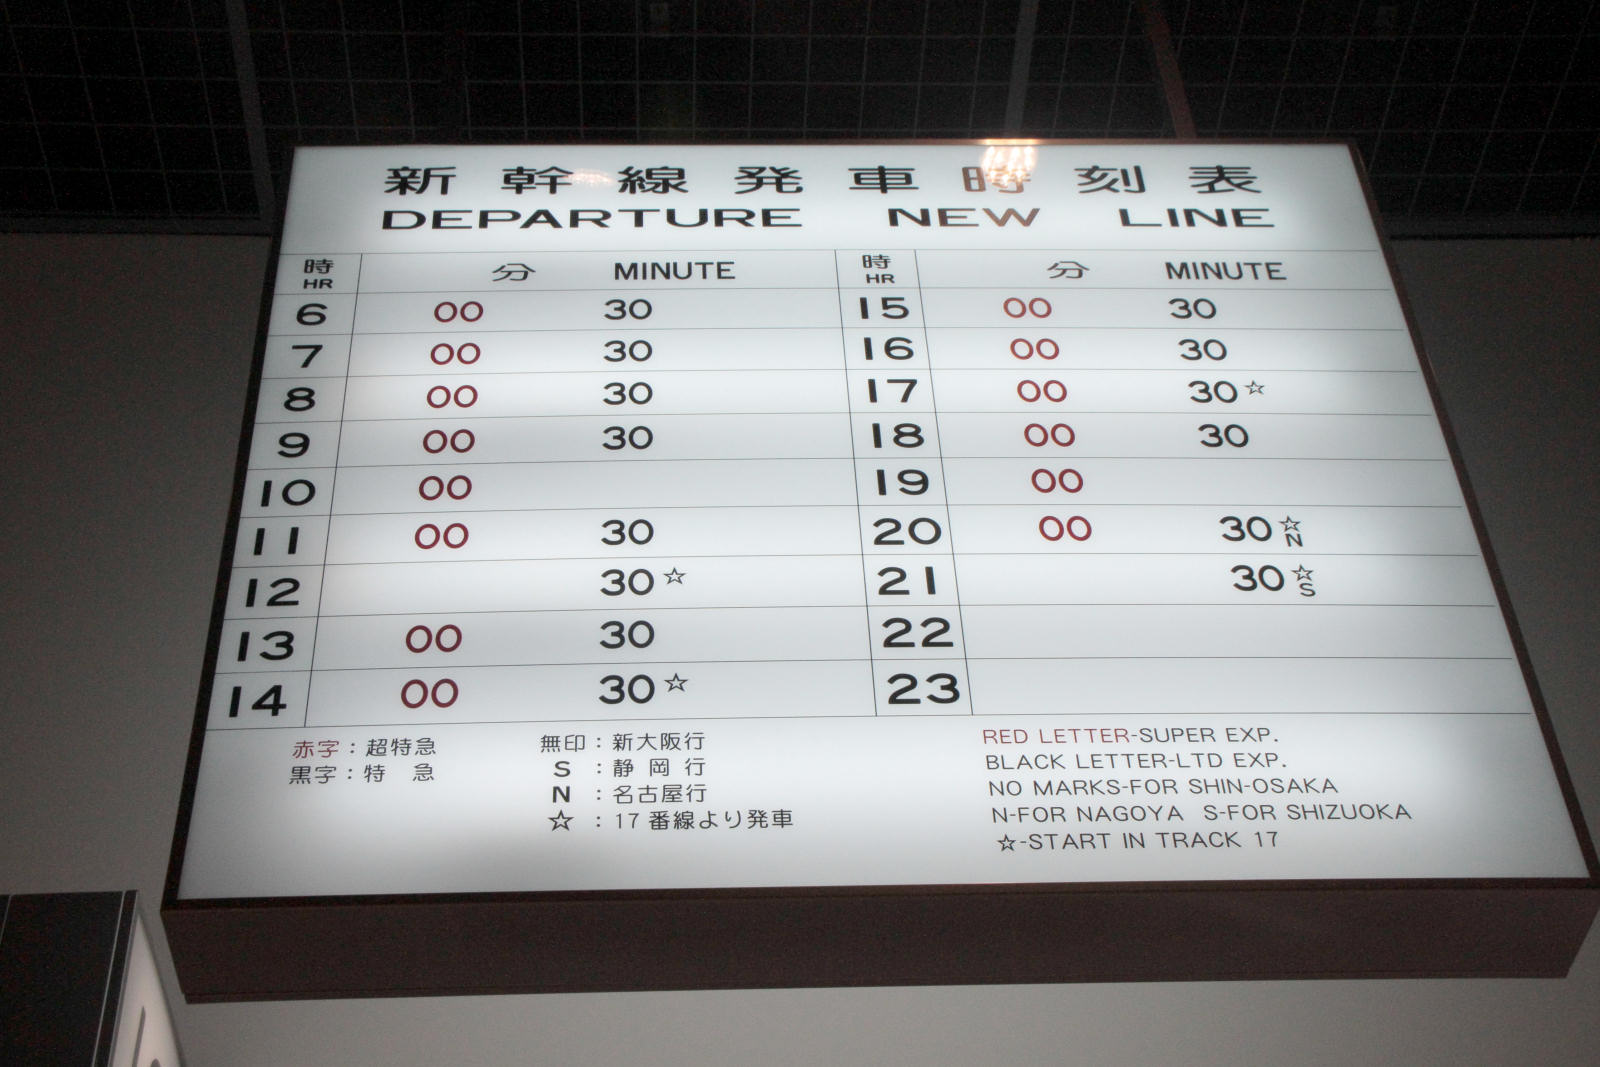 新幹線発車時刻表
DEPARTURE NEW LINE
時 HR 分 MINUTE 時 HR 分 MINUTE
6 00 30 15 00 30
7 00 30 16 00 30
8 00 30 17 00 30☆
9 00 30 18 00 30
10 00 19 00
11 00 30 20 00 30☆N
12 30☆ 21 30☆S
13 00 30 22
14 00 30☆ 23
赤字：超特急
黒字：特 急
無印：新大阪行
S ：静 岡 行
N ：名古屋行
☆ ：17番線より発車
RED LETTER-SUPER EXP.
BLACK LETTER-LTD EXP.
NO MARKS-FOR SHIN-OSAKA
N-FOR NAGOYA S-FOR SHIZUOKA
☆-START IN TRACK 17